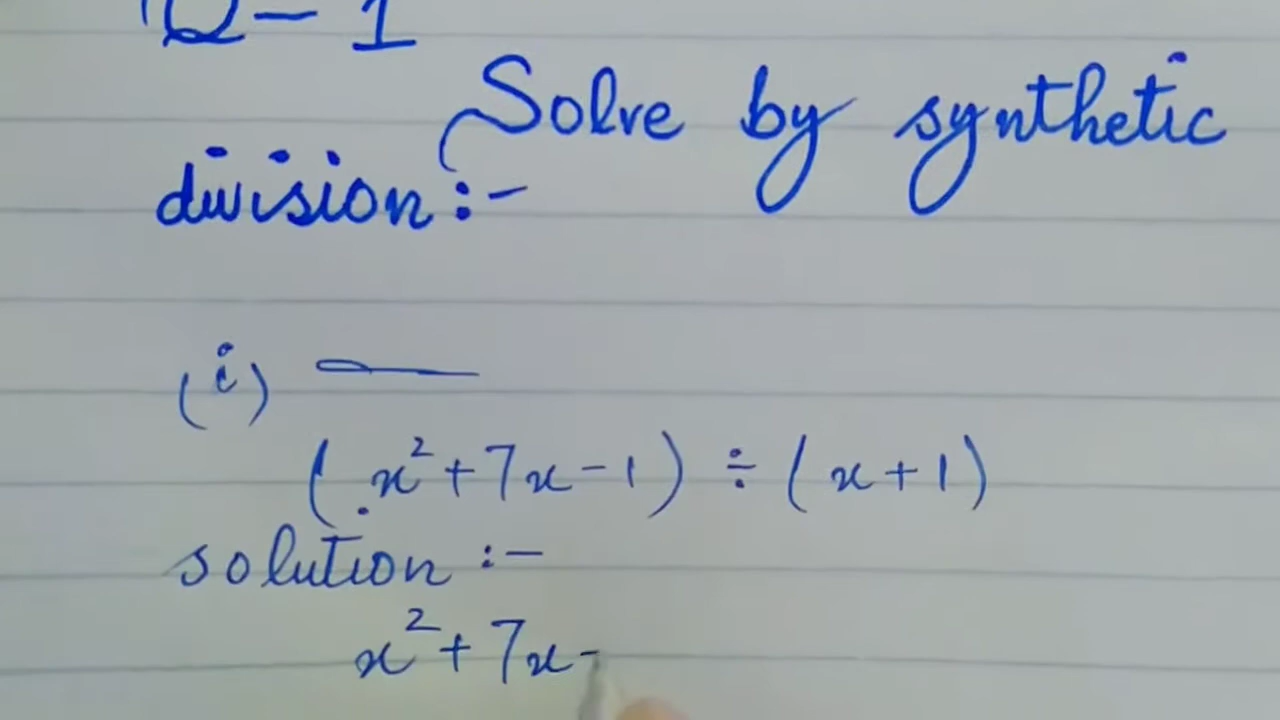 Q-1
Solve by synthetic
division:-
(i)
(x²+7x-1) ÷ (x+1)
solution :-
x²+7x-